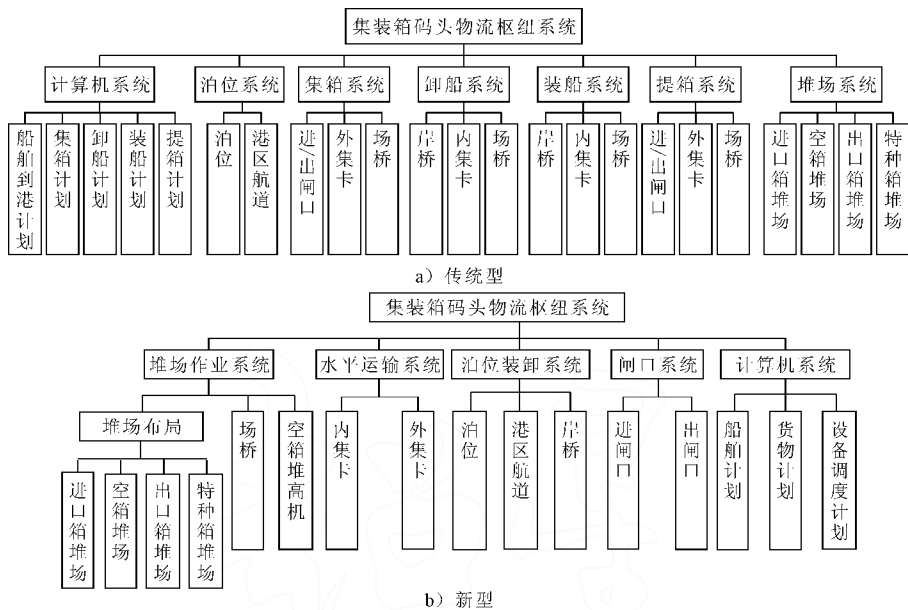 集装箱码头物流枢纽系统
计算机系统
泊位系统
集箱系统
卸船系统
装船系统
提箱系统
堆场系统
船舶到港计划
集箱计划
卸船计划
装船计划
提箱计划
泊位
港区航道
进/出闸口
外集卡
场桥
岸桥
内集卡
场桥
岸桥
内集卡
场桥
进/出闸口
外集卡
场桥
进口箱堆场
空箱堆场
出口箱堆场
特种箱堆场
a）传统型
集装箱码头物流枢纽系统
堆场作业系统
水平运输系统
泊位装卸系统
闸口系统
计算机系统
堆场布局
场桥
空箱堆高机
内集卡
外集卡
泊位
港区航道
岸桥
进闸口
出闸口
船舶计划
货物计划
设备调度计划
进口箱堆场
空箱堆场
出口箱堆场
特种箱堆场
b）新型